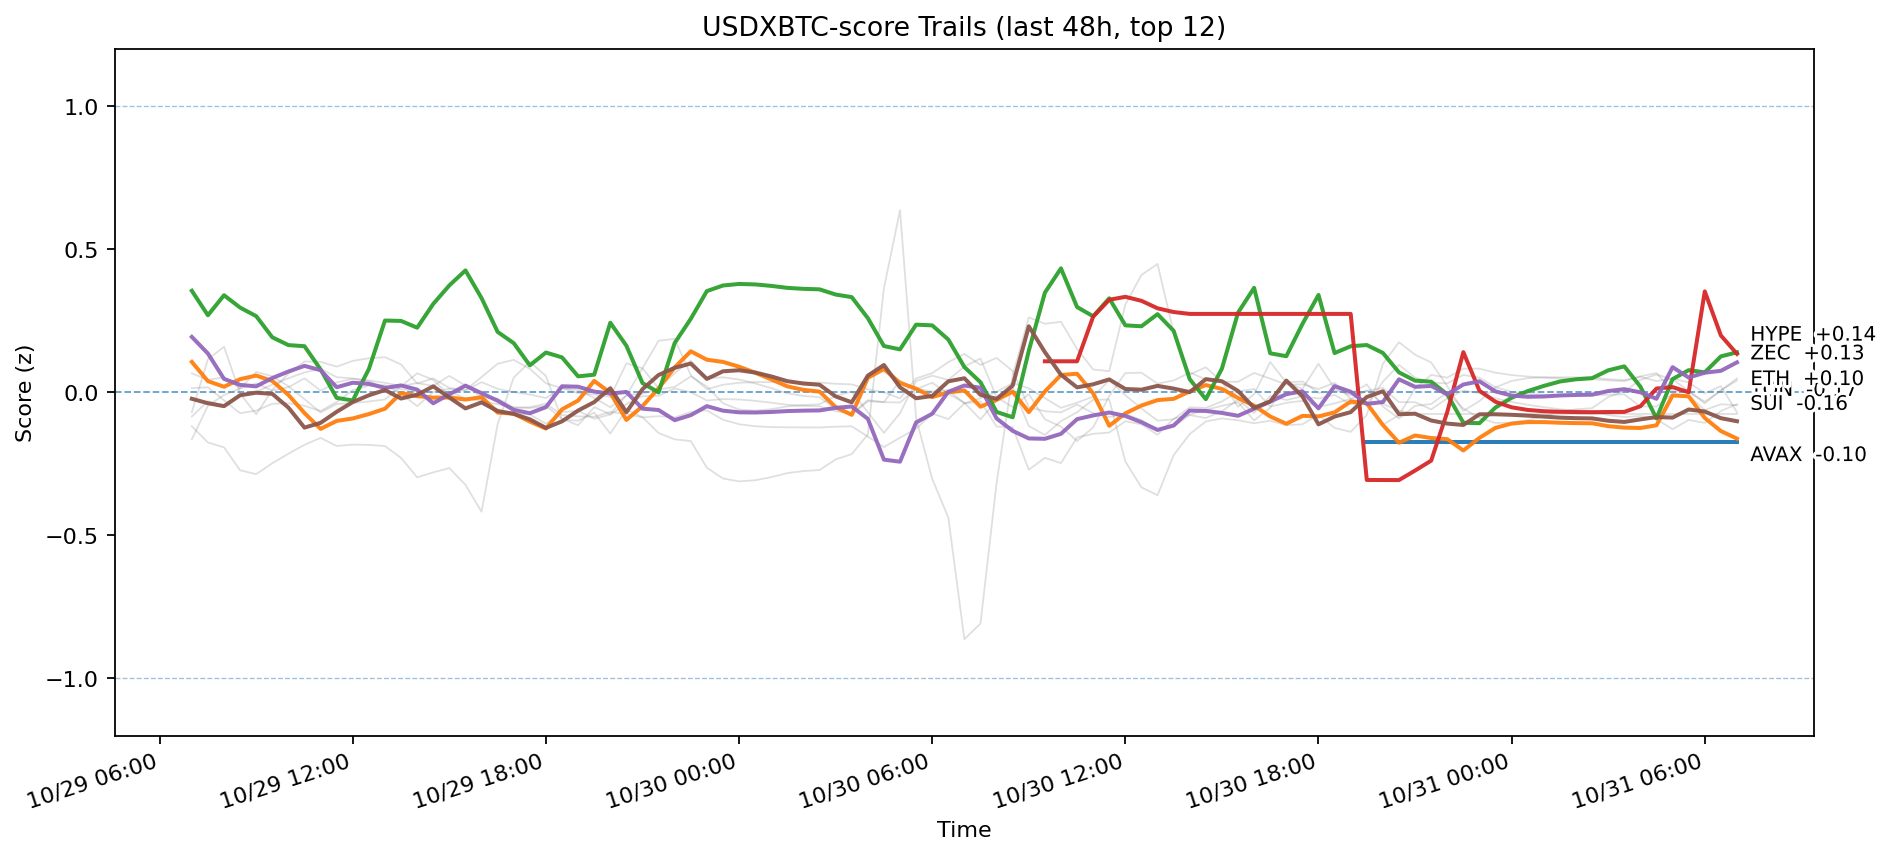 USDXBTC-score Trails (last 48h, top 12)
Score (z)
1.0
0.5
0.0
−0.5
−1.0
HYPE +0.14
ZEC +0.13
ETH +0.10
SUI -0.16
AVAX -0.10
10/29 06:00
10/29 12:00
10/29 18:00
10/30 00:00
10/30 06:00
10/30 12:00
10/30 18:00
10/31 00:00
10/31 06:00
Time